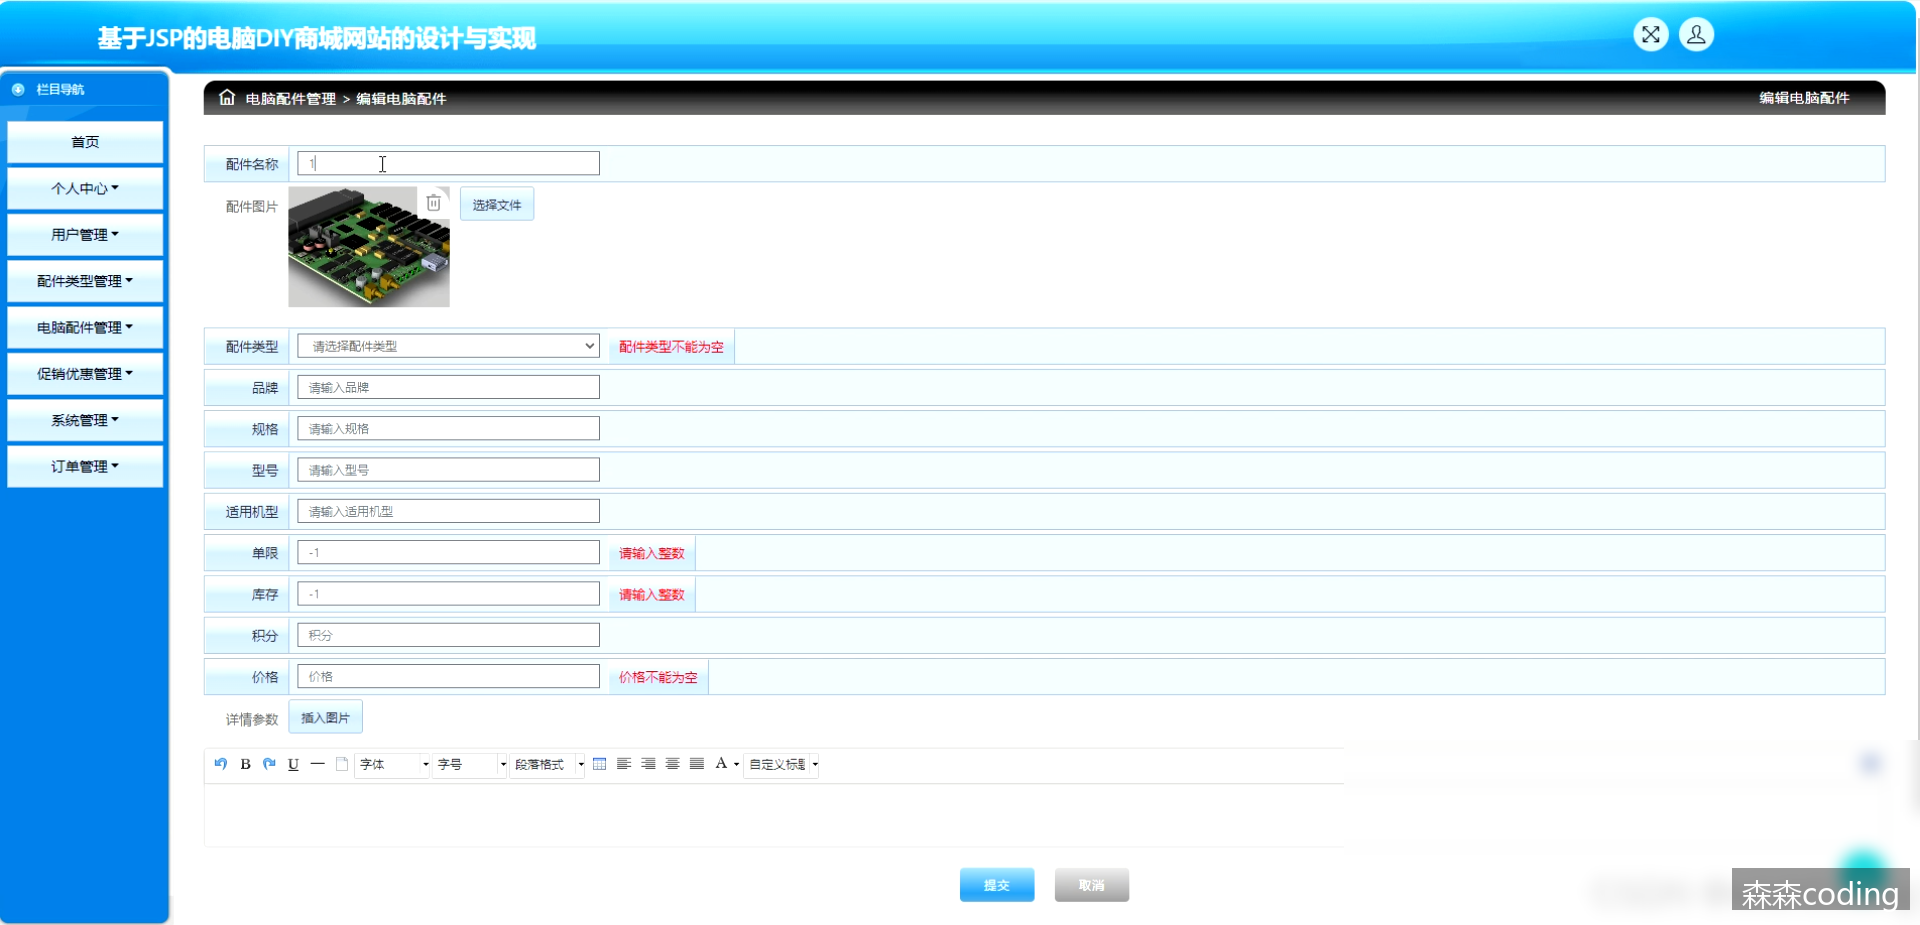 基于JSP的电脑DIY商城网站的设计与实现
栏目导航
首页
个人中心
用户管理
配件类型管理
电脑配件管理
促销优惠管理
系统管理
订单管理
电脑配件管理 > 编辑电脑配件
编辑电脑配件
配件名称 1
配件图片 选择文件
配件类型 请选择配件类型 配件类型不能为空
品牌 请输入品牌
规格 请输入规格
型号 请输入型号
适用机型 请输入适用机型
单限 -1 请输入整数
库存 -1 请输入整数
积分 积分
价格 价格 价格不能为空
详情参数 插入图片
B U 字体 字号 段落格式 A 自定义标题
提交 取消
森森coding